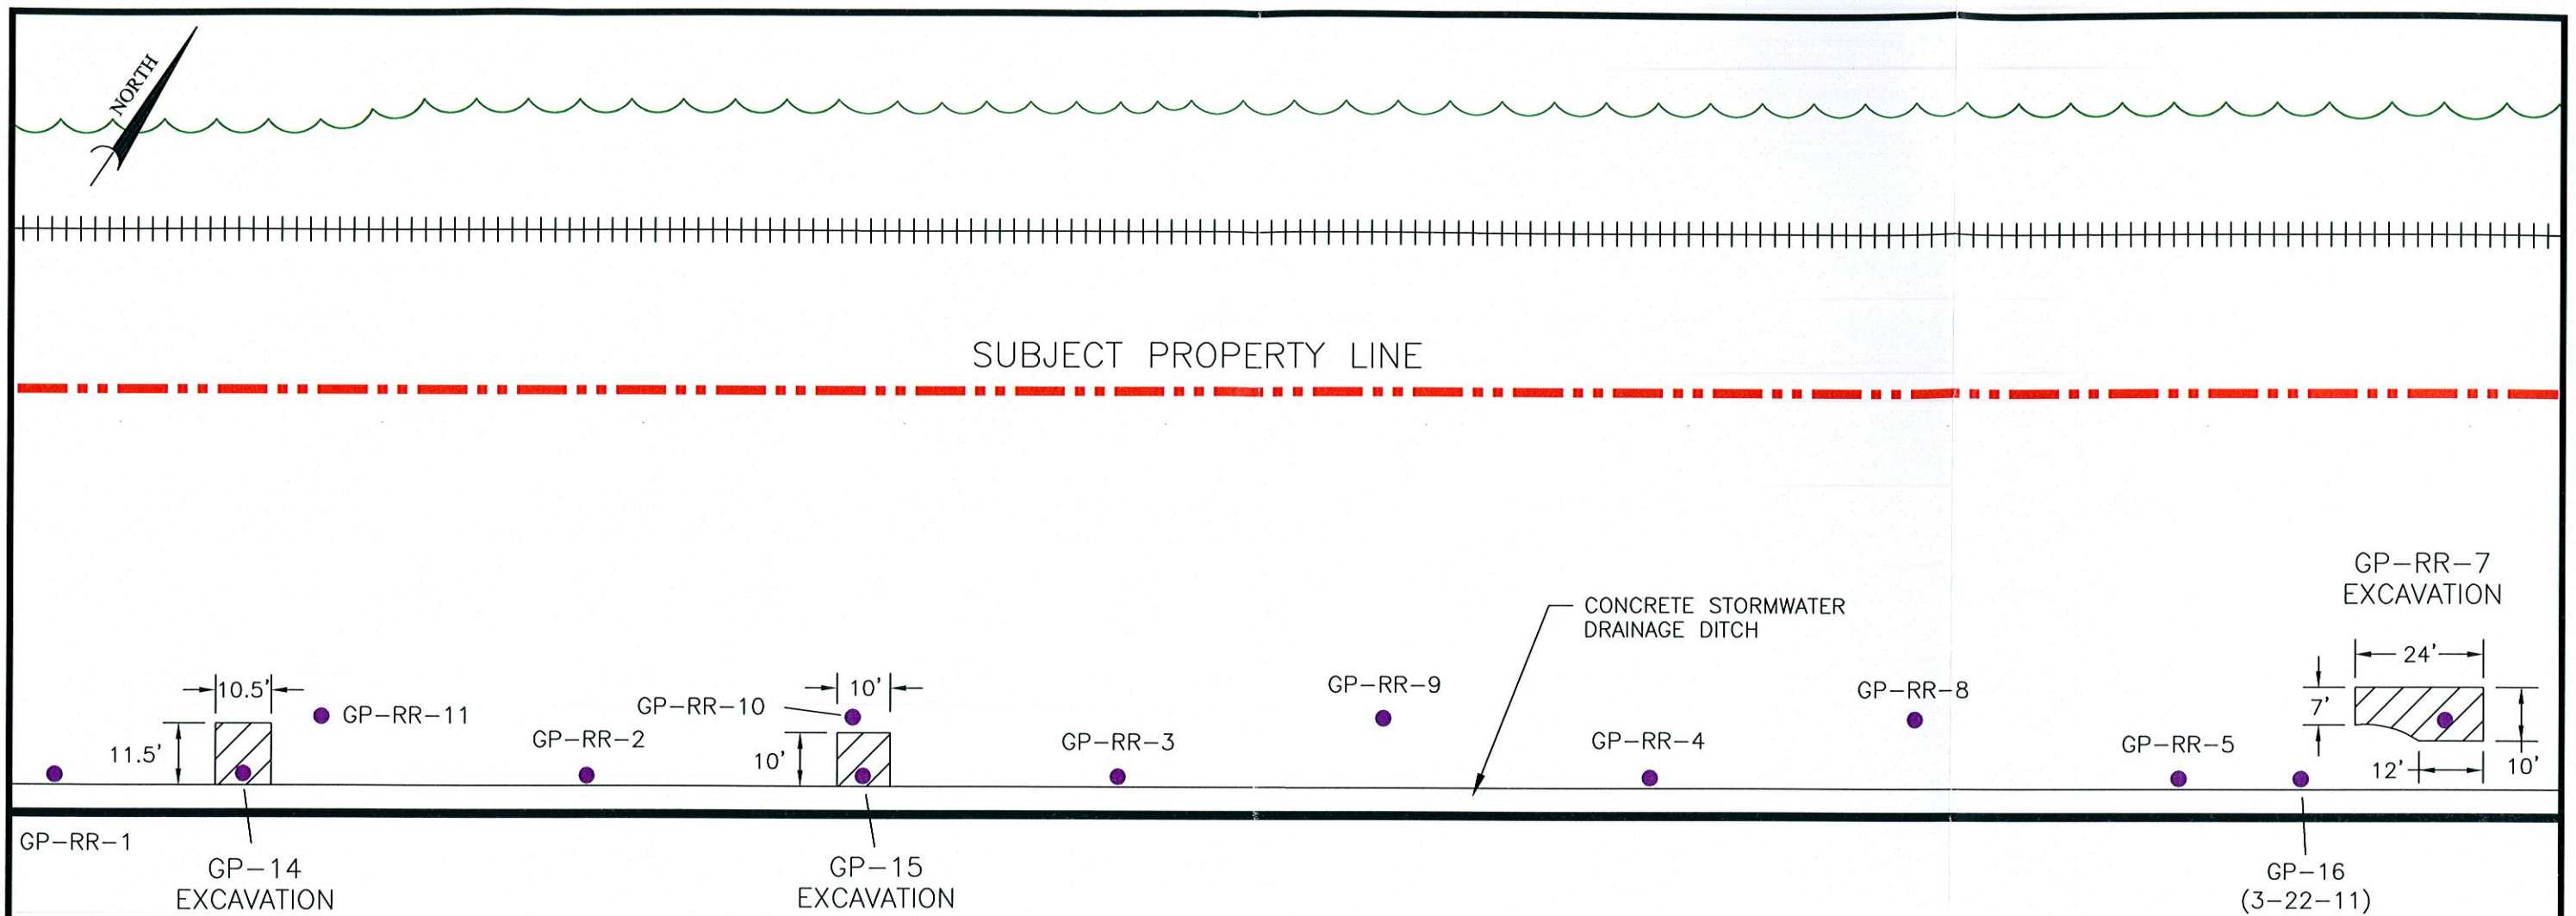 NORTH
SUBJECT PROPERTY LINE
CONCRETE STORMWATER
DRAINAGE DITCH
GP-RR-7
EXCAVATION
24'
7'
12'
10'
10.5'
11.5'
GP-RR-11
GP-RR-2
GP-RR-10
10'
10'
GP-RR-3
GP-RR-9
GP-RR-4
GP-RR-8
GP-RR-5
GP-RR-1
GP-14
EXCAVATION
GP-15
EXCAVATION
GP-16
(3-22-11)